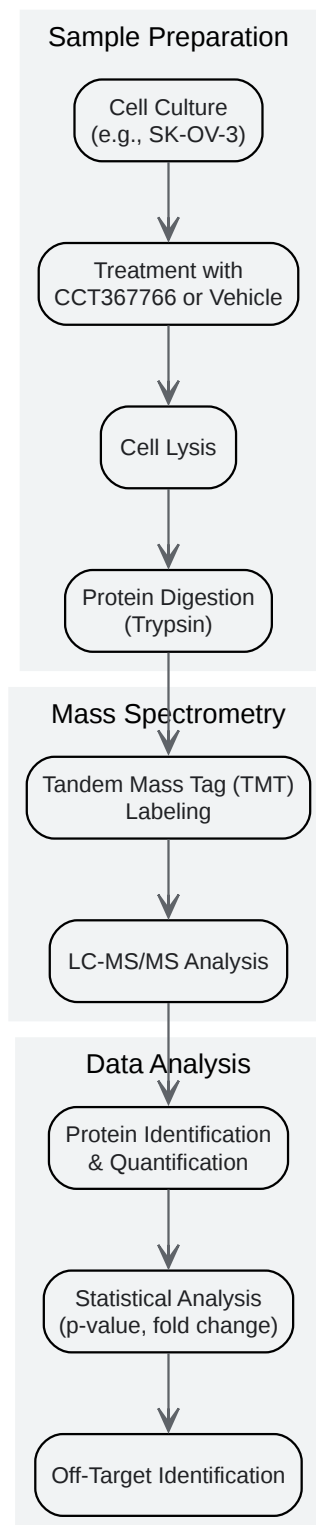 Sample Preparation
Cell Culture
(e.g., SK-OV-3)
Treatment with
CCT367766 or Vehicle
Cell Lysis
Protein Digestion
(Trypsin)
Mass Spectrometry
Tandem Mass Tag (TMT)
Labeling
LC-MS/MS Analysis
Data Analysis
Protein Identification
& Quantification
Statistical Analysis
(p-value, fold change)
Off-Target Identification